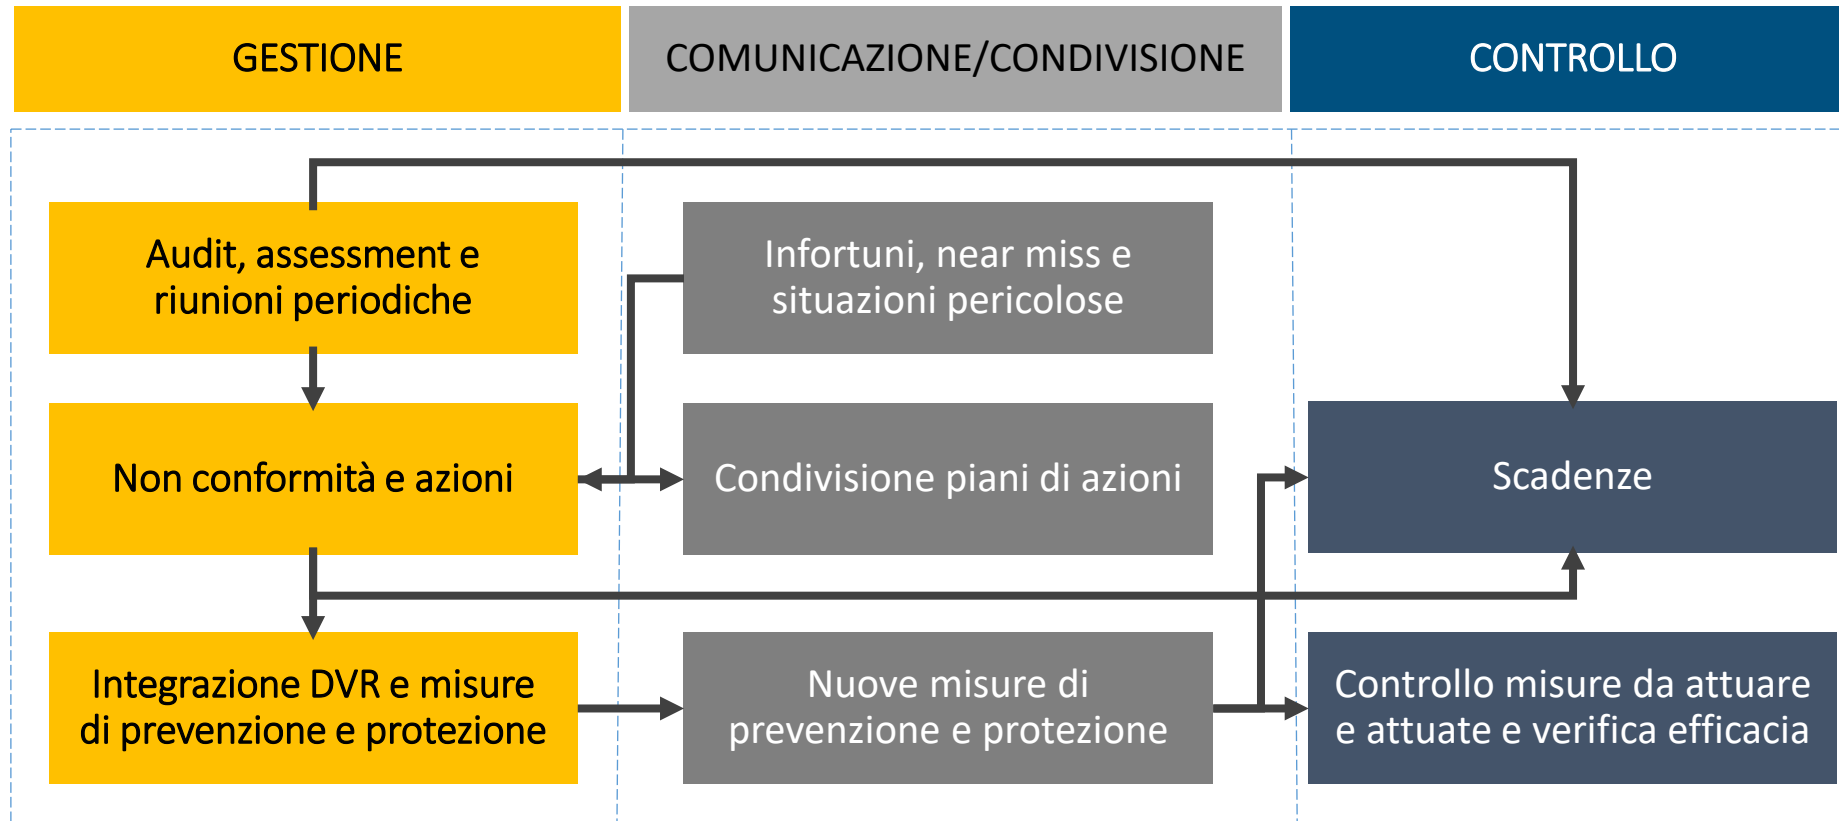 GESTIONE
COMUNICAZIONE/CONDIVISIONE
CONTROLLO
Audit, assessment e
riunioni periodiche
Infortuni, near miss e
situazioni pericolose
Non conformità e azioni
Condivisione piani di azioni
Scadenze
Integrazione DVR e misure
di prevenzione e protezione
Nuove misure di
prevenzione e protezione
Controllo misure da attuare
e attuate e verifica efficacia